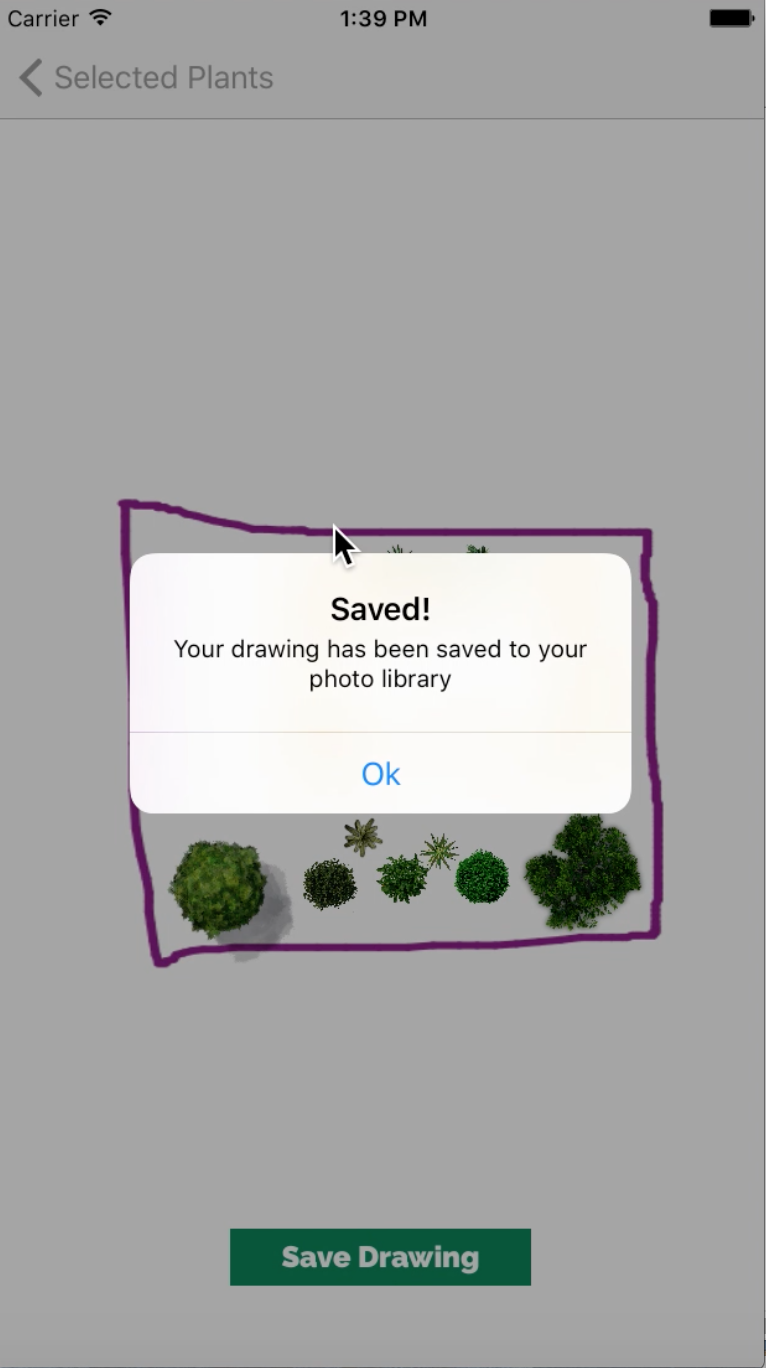 Carrier 1:39 PM
Selected Plants
Saved!
Your drawing has been saved to your
photo library
Ok
Save Drawing